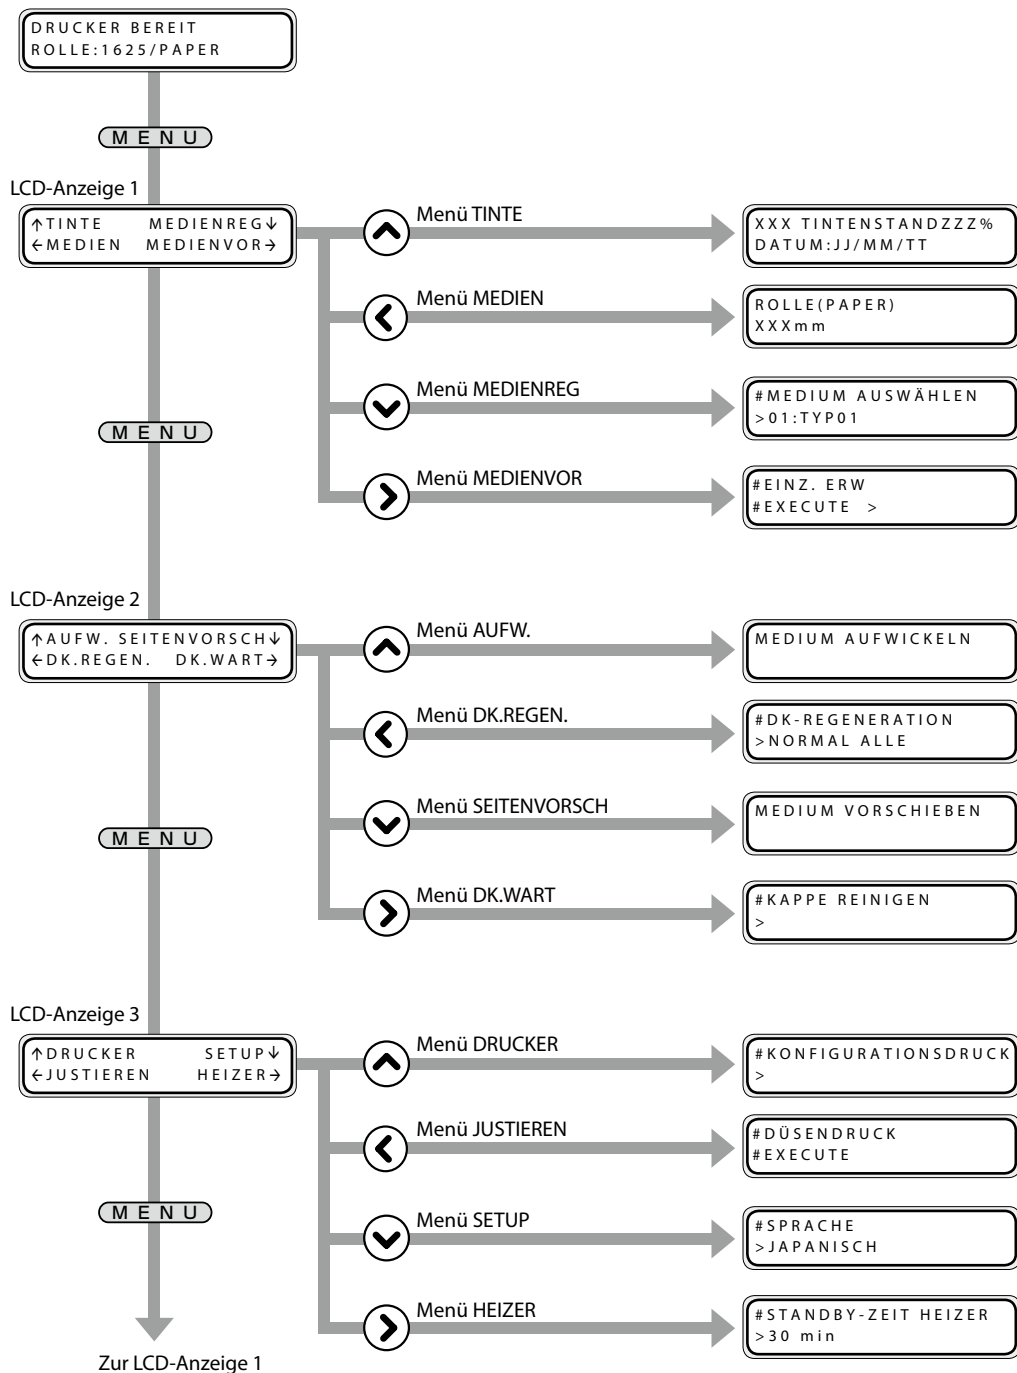 DRUCKER BEREIT
ROLLE:1625/PAPER
MENU
LCD-Anzeige 1
↑TINTE MEDIENREG↓
←MEDIEN MEDIENVOR→
Menü TINTE
XXX TINTENSTANDZZZ%
DATUM:JJ/MM/TT
Menü MEDIEN
ROLLE(PAPER)
XXXmm
Menü MEDIENREG
#MEDIUM AUSWÄHLEN
>01:TYP01
MENU
Menü MEDIENVOR
#EINZ. ERW
#EXECUTE >
LCD-Anzeige 2
↑AUFW. SEITENVORSCH↓
←DK.REGEN. DK.WART→
Menü AUFW.
MEDIUM AUFWICKELN
Menü DK.REGEN.
#DK-REGENERATION
>NORMAL ALLE
Menü SEITENVORSCH
MEDIUM VORSCHIEBEN
MENU
Menü DK.WART
#KAPPE REINIGEN
>
LCD-Anzeige 3
↑DRUCKER SETUP↓
←JUSTIEREN HEIZER→
Menü DRUCKER
#KONFIGURATIONSDRUCK
>
Menü JUSTIEREN
#DÜSENDRUCK
#EXECUTE
MENU
Menü SETUP
#SPRACHE
>JAPANISCH
Menü HEIZER
#STANDBY-ZEIT HEIZER
>30 min
Zur LCD-Anzeige 1